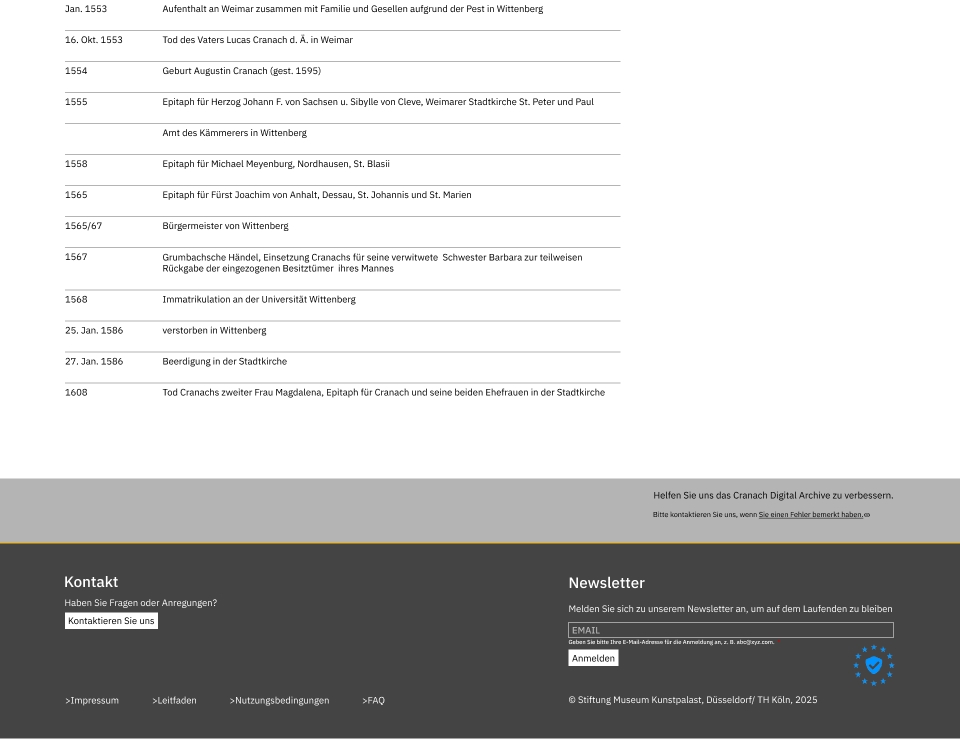 Jan. 1553 Aufenthalt an Weimar zusammen mit Familie und Gesellen aufgrund der Pest in Wittenberg
16. Okt. 1553 Tod des Vaters Lucas Cranach d. Ä. in Weimar
1554 Geburt Augustin Cranach (gest. 1595)
1555 Epitaph für Herzog Johann F. von Sachsen u. Sibylle von Cleve, Weimarer Stadtkirche St. Peter und Paul
Amt des Kämmerers in Wittenberg
1558 Epitaph für Michael Meyenburg, Nordhausen, St. Blasii
1565 Epitaph für Fürst Joachim von Anhalt, Dessau, St. Johannis und St. Marien
1565/67 Bürgermeister von Wittenberg
1567 Grumbachsche Händel, Einsetzung Cranachs für seine verwitwete Schwester Barbara zur teilweisen
Rückgabe der eingezogenen Besitztümer ihres Mannes
1568 Immatrikulation an der Universität Wittenberg
25. Jan. 1586 verstorben in Wittenberg
27. Jan. 1586 Beerdigung in der Stadtkirche
1608 Tod Cranachs zweiter Frau Magdalena, Epitaph für Cranach und seine beiden Ehefrauen in der Stadtkirche
Helfen Sie uns das Cranach Digital Archive zu verbessern.
Bitte kontaktieren Sie uns, wenn Sie einen Fehler bemerkt haben.
Kontakt
Haben Sie Fragen oder Anregungen?
Kontaktieren Sie uns
Newsletter
Melden Sie sich zu unserem Newsletter an, um auf dem Laufenden zu bleiben
EMAIL
Geben Sie bitte Ihre E-Mail-Adresse für die Anmeldung an, z. B. abc@xyz.com.
Anmelden
>Impressum >Leitfaden >Nutzungsbedingungen >FAQ
© Stiftung Museum Kunstpalast, Düsseldorf/ TH Köln, 2025